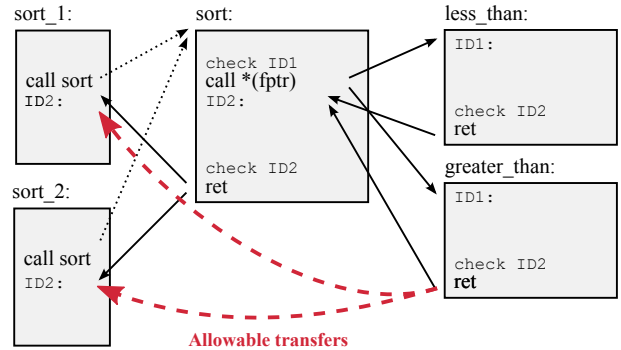 sort_1:
call sort
ID2:
sort_2:
call sort
ID2:
sort:
check ID1
call *(fptr)
ID2:
check ID2
ret
less_than:
ID1:
check ID2
ret
greater_than:
ID1:
check ID2
ret
Allowable transfers